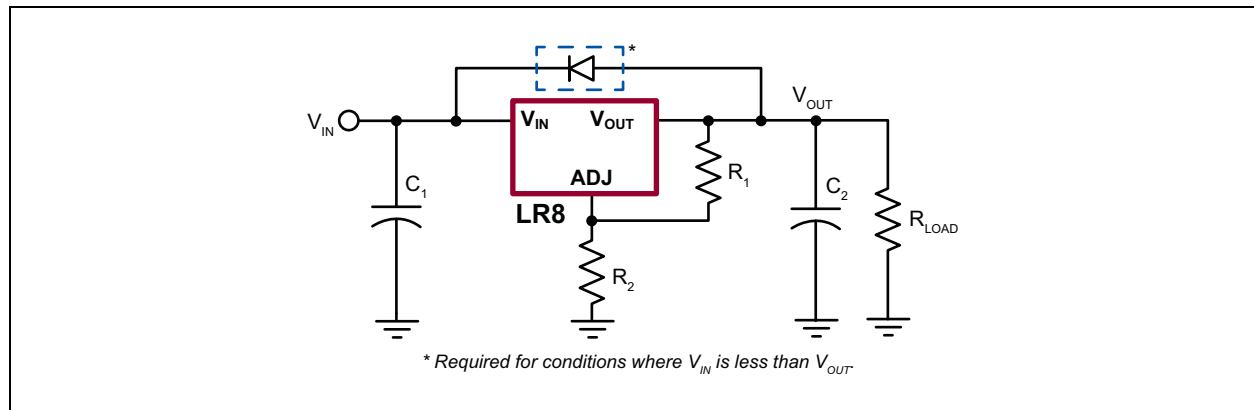 *
V_OUT
V_IN
V_IN V_OUT
ADJ
C_1
R_1
C_2
LR8
R_LOAD
R_2
* Required for conditions where V_IN is less than V_OUT.